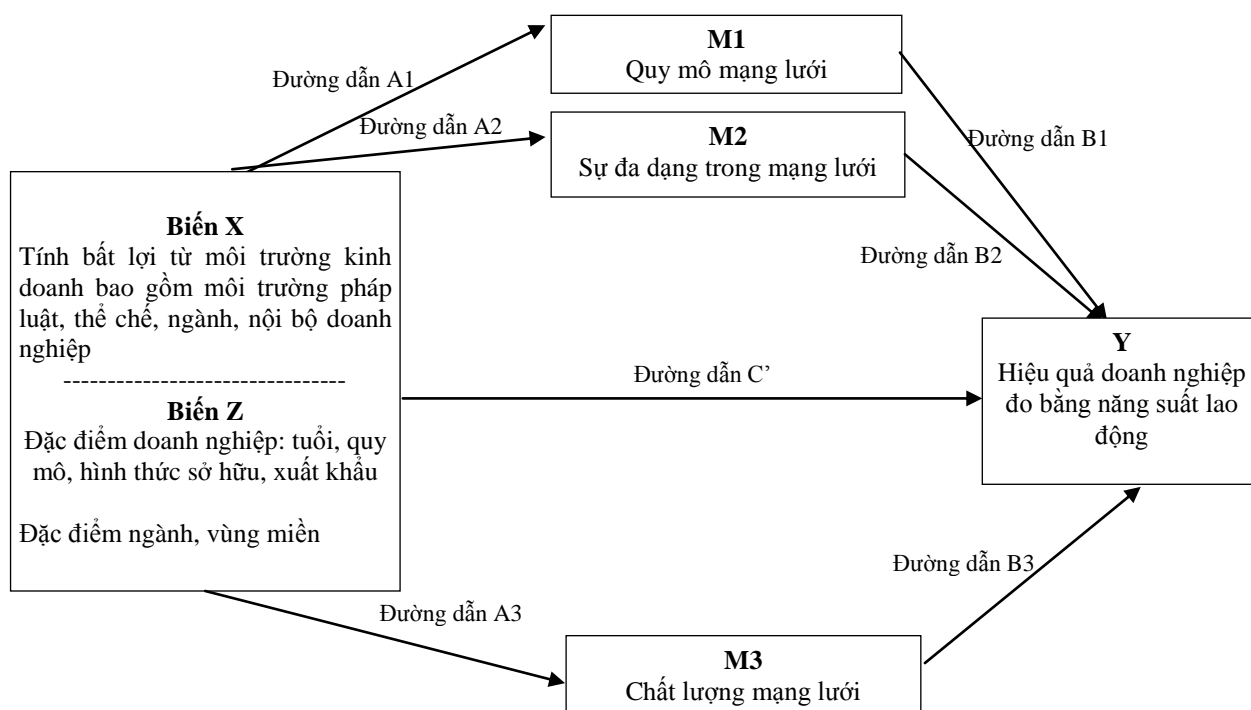 M1
Quy mô mạng lưới
Đường dẫn A1
Đường dẫn A2
M2
Sự đa dạng trong mạng lưới
Đường dẫn B1
Đường dẫn B2
Biến X
Tính bất lợi từ môi trường kinh
doanh bao gồm môi trường pháp
luật, thể chế, ngành, nội bộ doanh
nghiệp
--------------------------------
Biến Z
Đặc điểm doanh nghiệp: tuổi, quy
mô, hình thức sở hữu, xuất khẩu
Đặc điểm ngành, vùng miền
Đường dẫn C’
Y
Hiệu quả doanh nghiệp
đo bằng năng suất lao
động
Đường dẫn B3
Đường dẫn A3
M3
Chất lượng mạng lưới